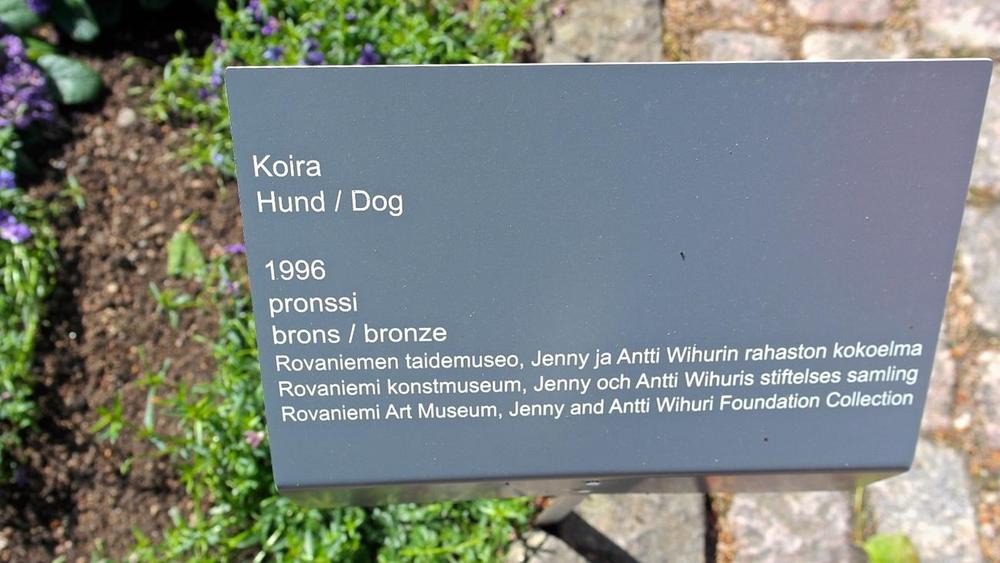 Koira
Hund / Dog
1996
pronssi
brons / bronze
Rovaniemen taidemuseo, Jenny ja Antti Wihurin rahaston kokoelma
Rovaniemi konstmuseum, Jenny och Antti Wihuris stiftelses samling
Rovaniemi Art Museum, Jenny and Antti Wihuri Foundation Collection